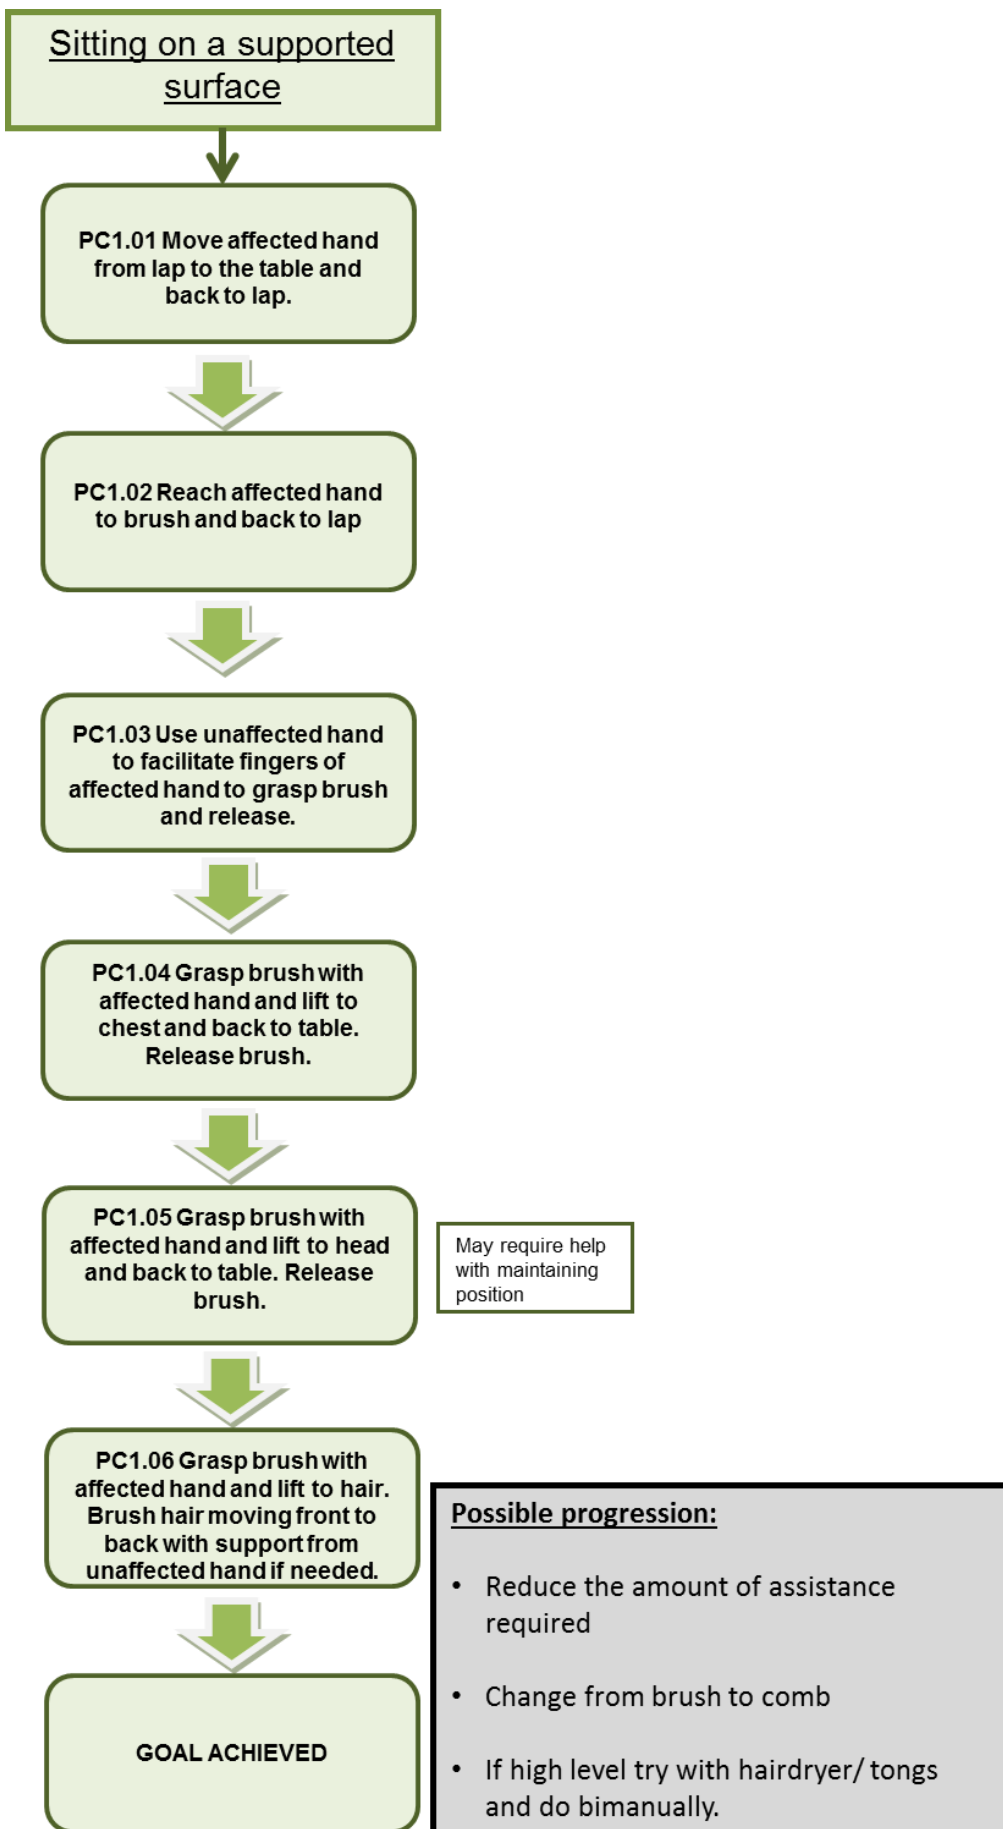 Sitting on a supported
surface
PC1.01 Move affected hand
from lap to the table and
back to lap.
PC1.02 Reach affected hand
to brush and back to lap
PC1.03 Use unaffected hand
to facilitate fingers of
affected hand to grasp brush
and release.
PC1.04 Grasp brush with
affected hand and lift to
chest and back to table.
Release brush.
PC1.05 Grasp brush with
affected hand and lift to head
and back to table. Release
brush.
May require help
with maintaining
position
PC1.06 Grasp brush with
affected hand and lift to hair.
Brush hair moving front to
back with support from
unaffected hand if needed.
GOAL ACHIEVED
Possible progression:
• Reduce the amount of assistance
required
• Change from brush to comb
• If high level try with hairdryer/ tongs
and do bimanually.